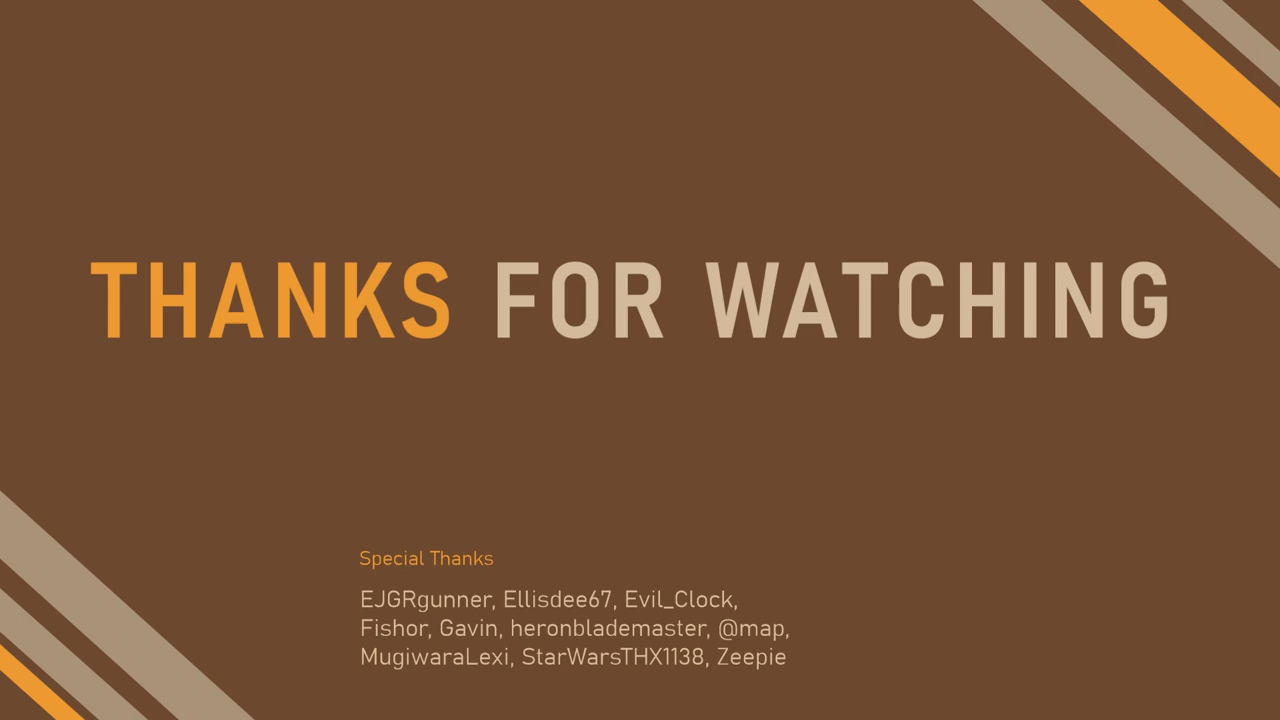 THANKS FOR WATCHING
Special Thanks
EJGRgunner, Ellisdee67, Evil_Clock,
Fishor, Gavin, heronblademaster, @map,
MugiwaraLexi, StarWarsTHX1138, Zeepie